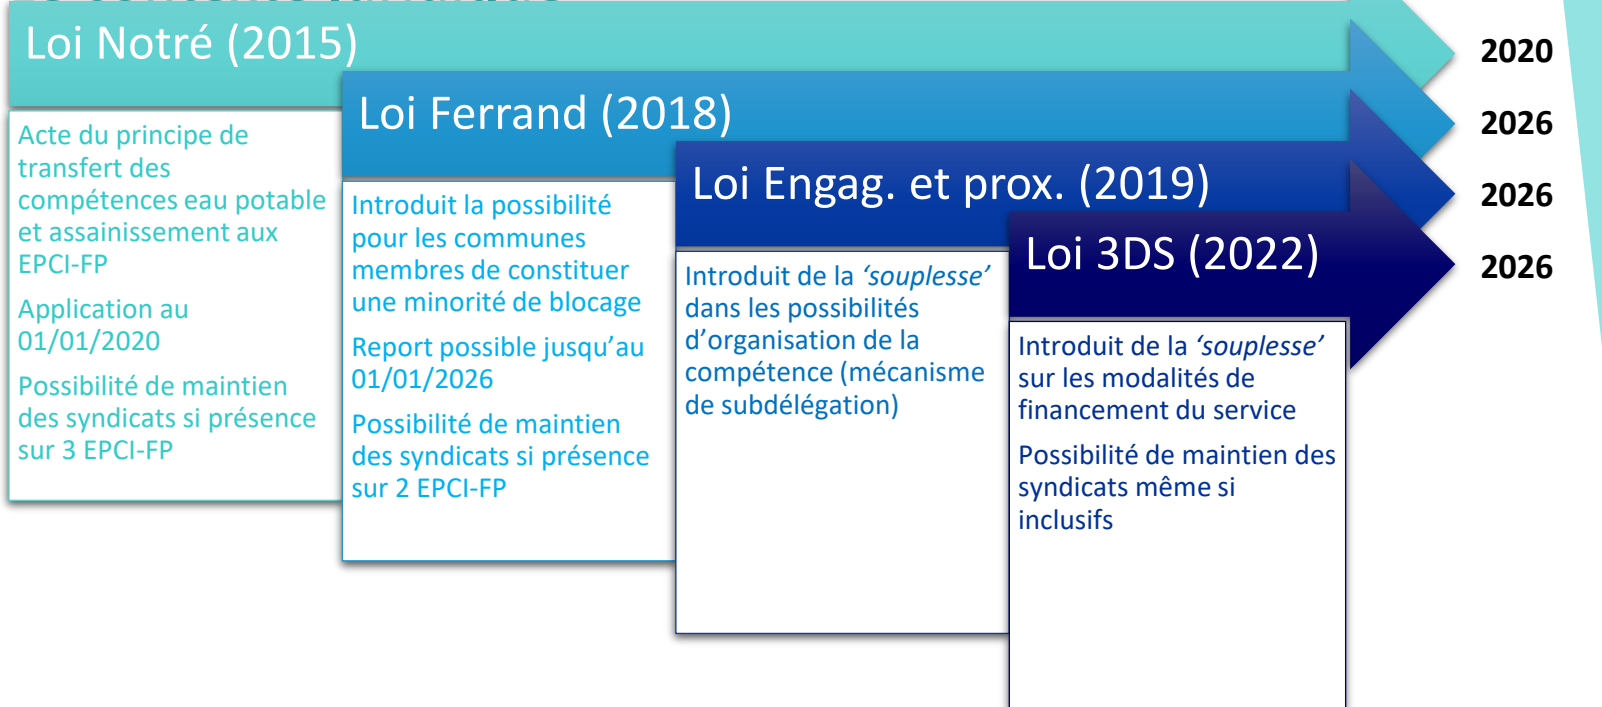 Loi Notré (2015)
2020
Acte du principe de
transfert des
compétences eau potable
et assainissement aux
EPCI-FP
Application au
01/01/2020
Possibilité de maintien
des syndicats si présence
sur 3 EPCI-FP
Loi Ferrand (2018)
2026
Introduit la possibilité
pour les communes
membres de constituer
une minorité de blocage
Report possible jusqu’au
01/01/2026
Possibilité de maintien
des syndicats si présence
sur 2 EPCI-FP
Loi Engag. et prox. (2019)
2026
Introduit de la ‘souplesse’
dans les possibilités
d’organisation de la
compétence (mécanisme
de subdélégation)
Loi 3DS (2022)
2026
Introduit de la ‘souplesse’
sur les modalités de
financement du service
Possibilité de maintien des
syndicats même si
inclusifs